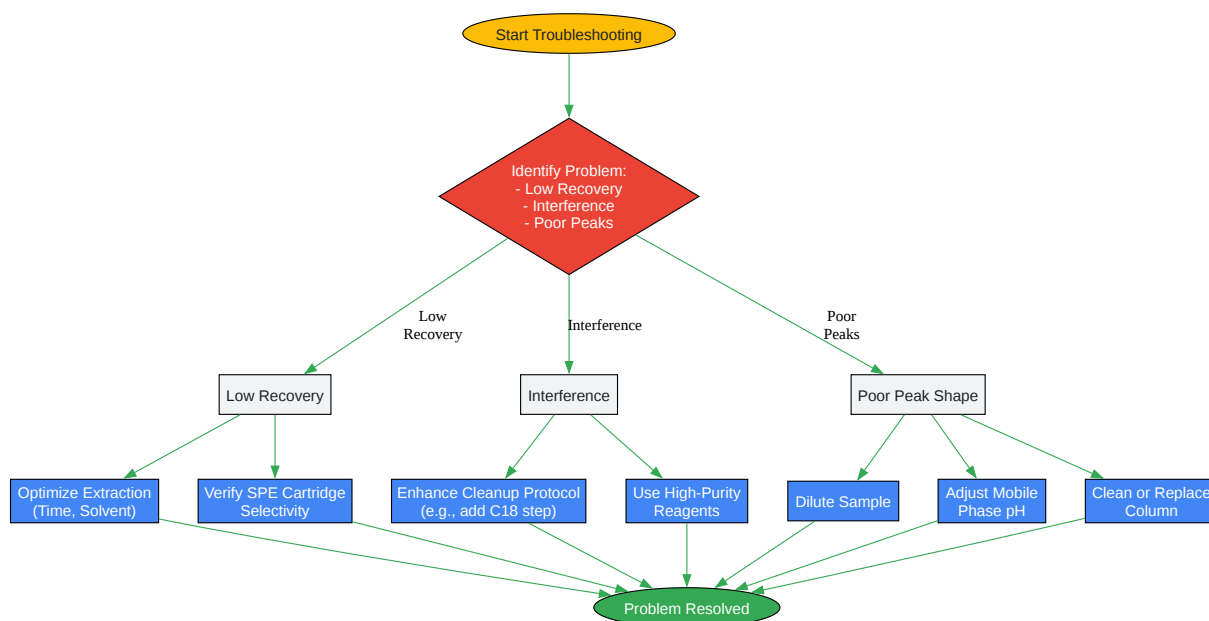 Start Troubleshooting
Identify Problem:
- Low Recovery
- Interference
- Poor Peaks
Low
Recovery
Interference
Poor
Peaks
Low Recovery
Interference
Poor Peak Shape
Optimize Extraction
(Time, Solvent)
Verify SPE Cartridge
Selectivity
Enhance Cleanup Protocol
(e.g., add C18 step)
Use High-Purity
Reagents
Dilute Sample
Adjust Mobile
Phase pH
Clean or Replace
Column
Problem Resolved